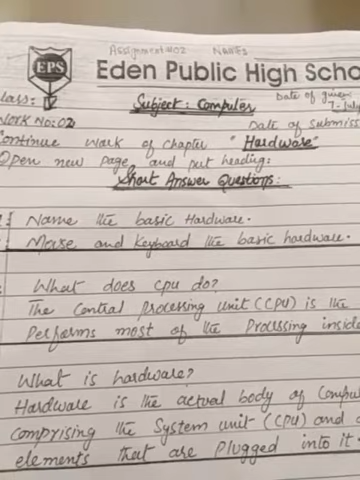 Assignment #02 NOTES
EPS Eden Public High Scho
Class: IV Subject: Computer Date of given 7-July
Work No: 02 Date of submiss
Continue work of chapter "Hardware"
Open new page, and put heading:
Short Answer Questions:
Name the basic Hardware.
Mouse and Keyboard the basic hardware.
What does cpu do?
The Central Processing unit (CPU) is the
Performs most of the Processing inside
What is hardware?
Hardware is the actual body of Compu
comprising the System unit (CPU) and
elements that are plugged into it.